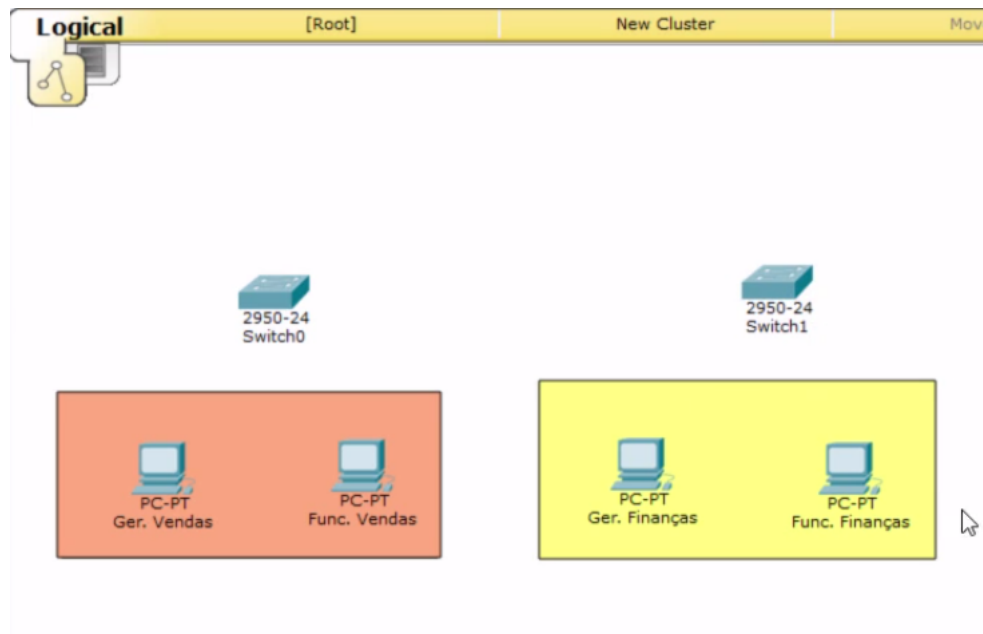 Logical
[Root]
New Cluster
Mov
2950-24
Switch0
2950-24
Switch1
PC-PT
Ger. Vendas
PC-PT
Func. Vendas
PC-PT
Ger. Finanças
PC-PT
Func. Finanças